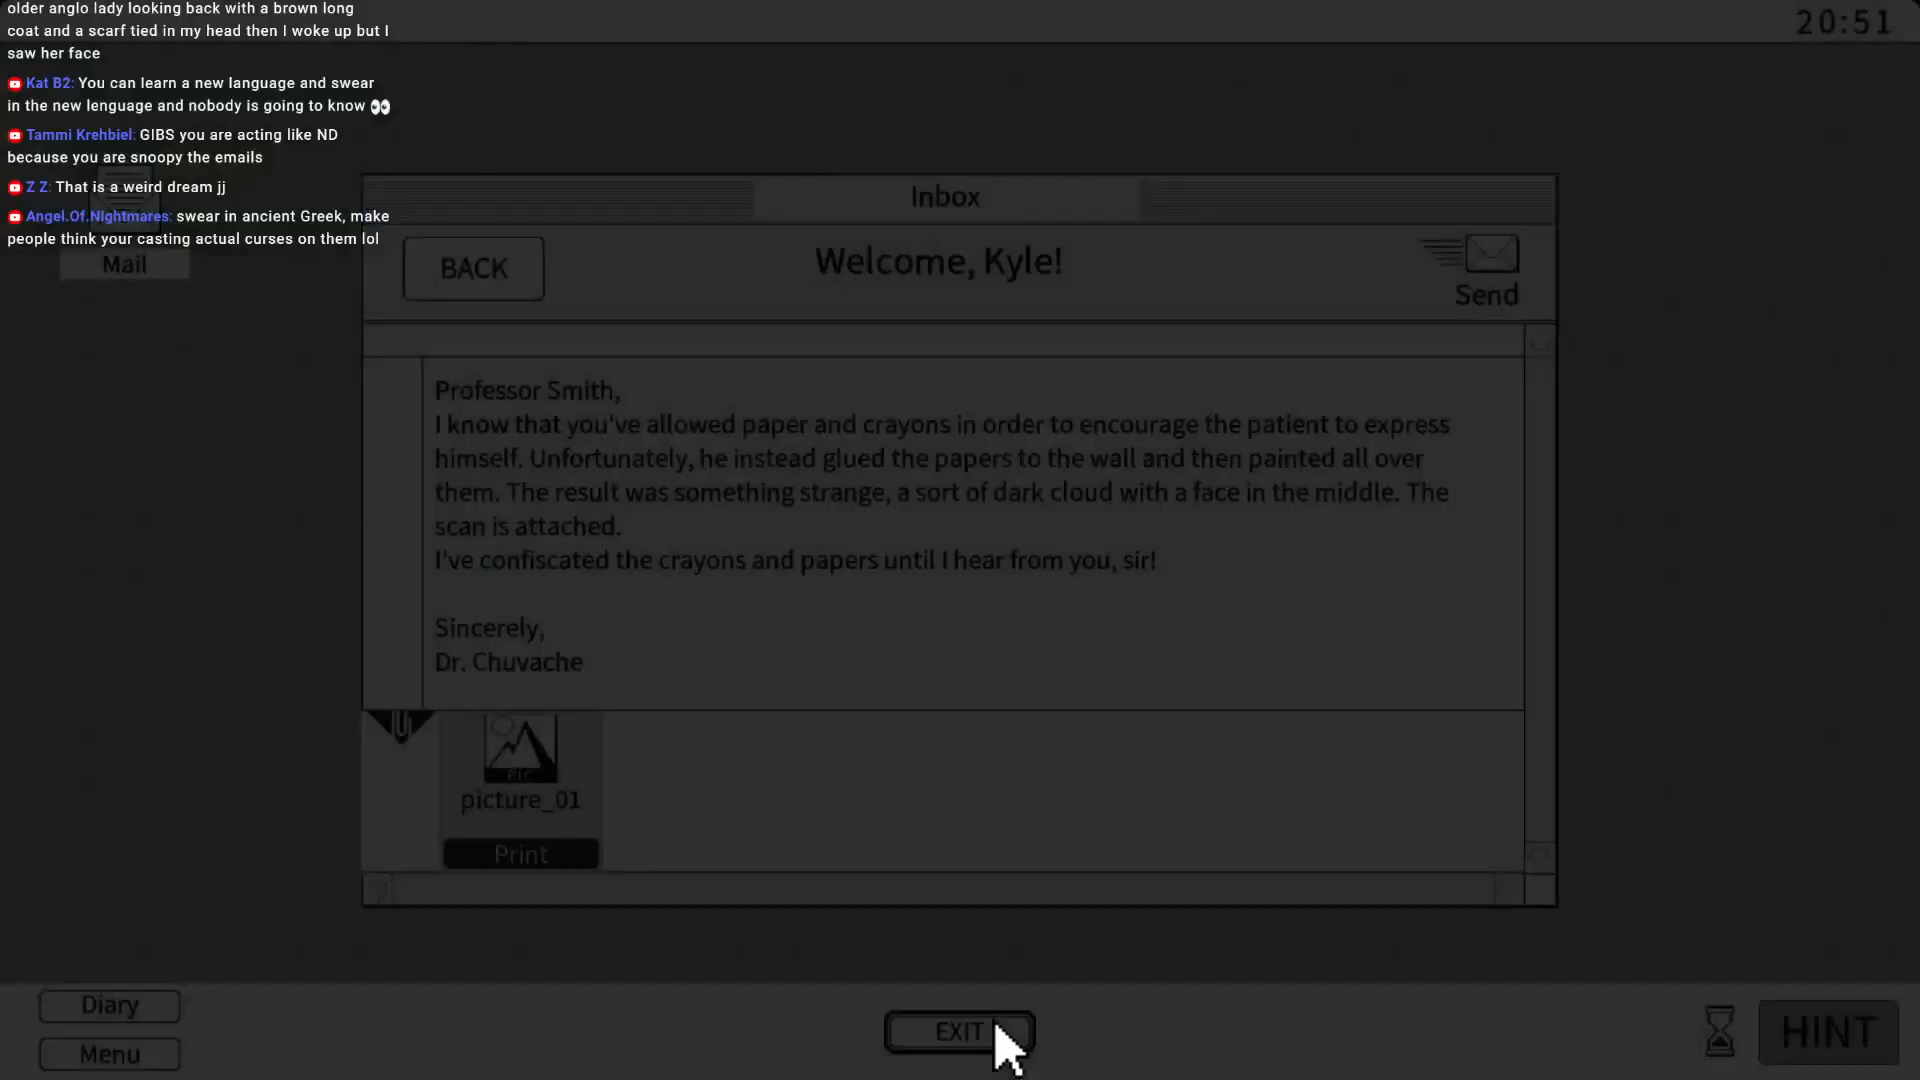 older anglo lady looking back with a brown long
coat and a scarf tied in my head then I woke up but I
saw her face
Kat B2: You can learn a new language and swear
in the new lenguage and nobody is going to know 👀
Tammi Krehbiel: GIBS you are acting like ND
because you are snoopy the emails
Z Z: That is a weird dream jj
Angel.Of.Nightmares: swear in ancient Greek, make
people think your casting actual curses on them lol
20:51
Mail
Inbox
BACK
Welcome, Kyle!
Send
Professor Smith,
I know that you've allowed paper and crayons in order to encourage the patient to express
himself. Unfortunately, he instead glued the papers to the wall and then painted all over
them. The result was something strange, a sort of dark cloud with a face in the middle. The
scan is attached.
I've confiscated the crayons and papers until I hear from you, sir!
Sincerely,
Dr. Chuvache
PIC
picture_01
Print
Diary
Menu
EXIT
HINT